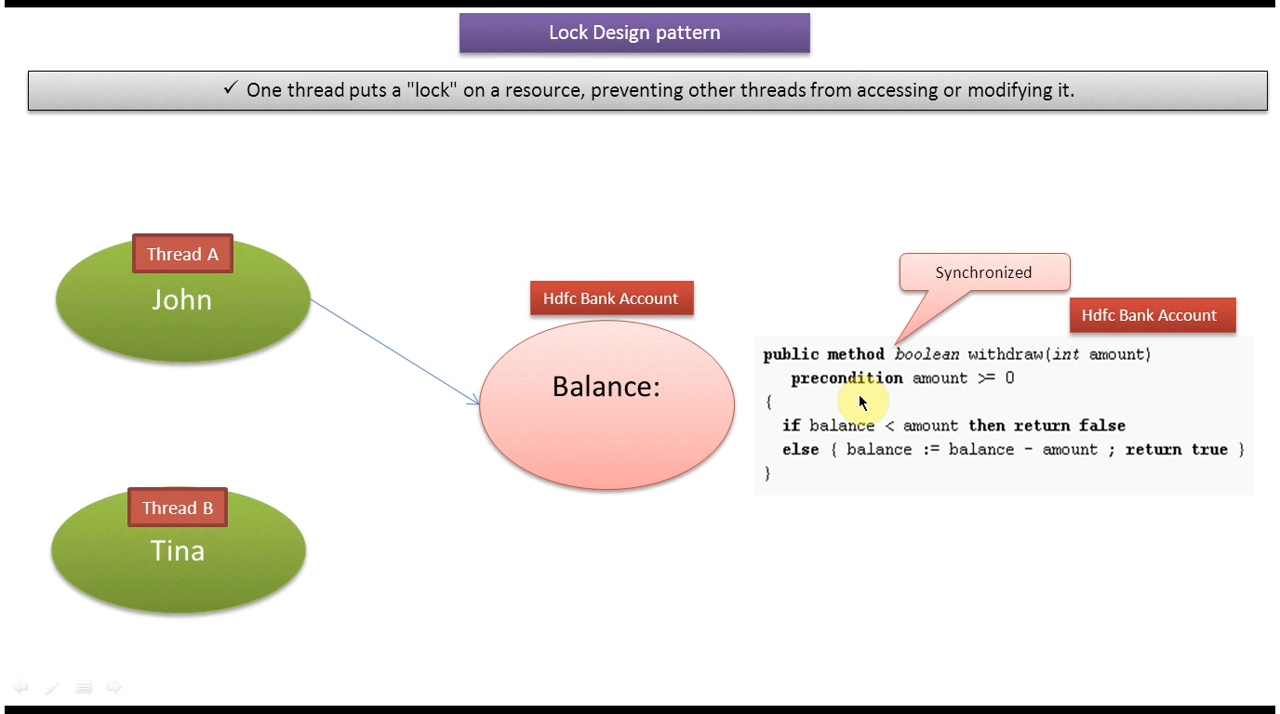 Lock Design pattern
✓ One thread puts a "lock" on a resource, preventing other threads from accessing or modifying it.
Thread A
John
Hdfc Bank Account
Balance:
Synchronized
Hdfc Bank Account
public method boolean withdraw(int amount)
precondition amount >= 0
{
if balance < amount then return false
else { balance := balance - amount ; return true }
}
Thread B
Tina